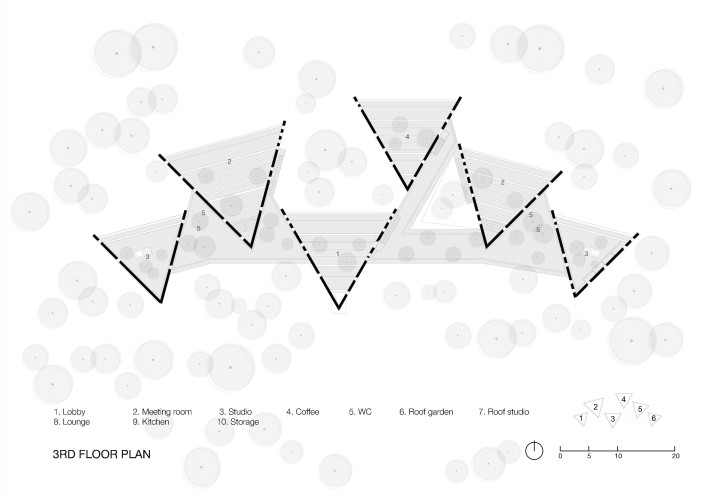 4
2
2
5
5
5
5
1
3
3
1. Lobby 2. Meeting room 3. Studio 4. Coffee 5. WC 6. Roof garden 7. Roof studio
8. Lounge 9. Kitchen 10. Storage
4
2 5
1 3 6
3RD FLOOR PLAN
0 5 10 20